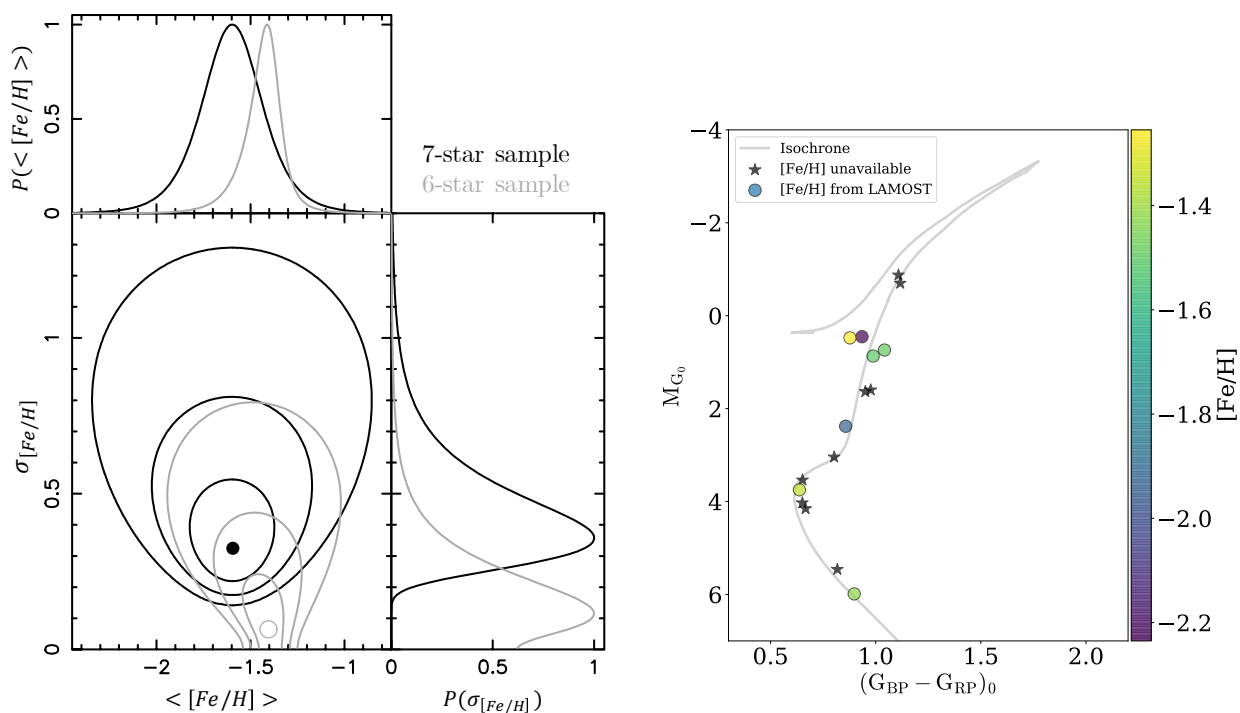 P(< [Fe/H] >)
1
0.5
0
7-star sample
6-star sample
σ[Fe/H]
1
0.5
0
−2
−1.5
−1
< [Fe/H] >
0
0.5
1
P(σ[Fe/H])
−4
−2
0
2
4
6
MG0
Isochrone
[Fe/H] unavailable
[Fe/H] from LAMOST
0.5
1.0
1.5
2.0
(GBP − GRP)0
−1.4
−1.6
−1.8
−2.0
−2.2
[Fe/H]